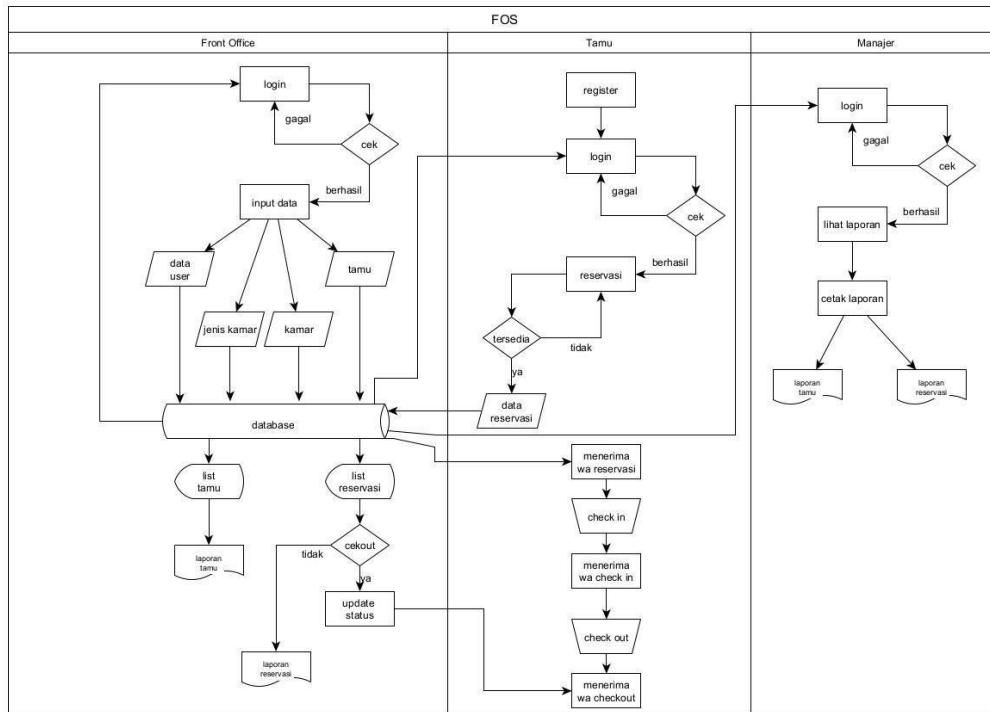 FOS
Front Office
Tamu
Manajer
login
gagal
cek
berhasil
input data
data
user
tamu
jenis kamar
kamar
database
list
tamu
list
reservasi
laporan
tamu
cekout
tidak
ya
update
status
laporan
reservasi
register
login
gagal
cek
berhasil
reservasi
tersedia
tidak
ya
data
reservasi
menerima
wa reservasi
check in
menerima
wa check in
check out
menerima
wa checkout
login
gagal
cek
berhasil
lihat laporan
cetak laporan
laporan
tamu
laporan
reservasi